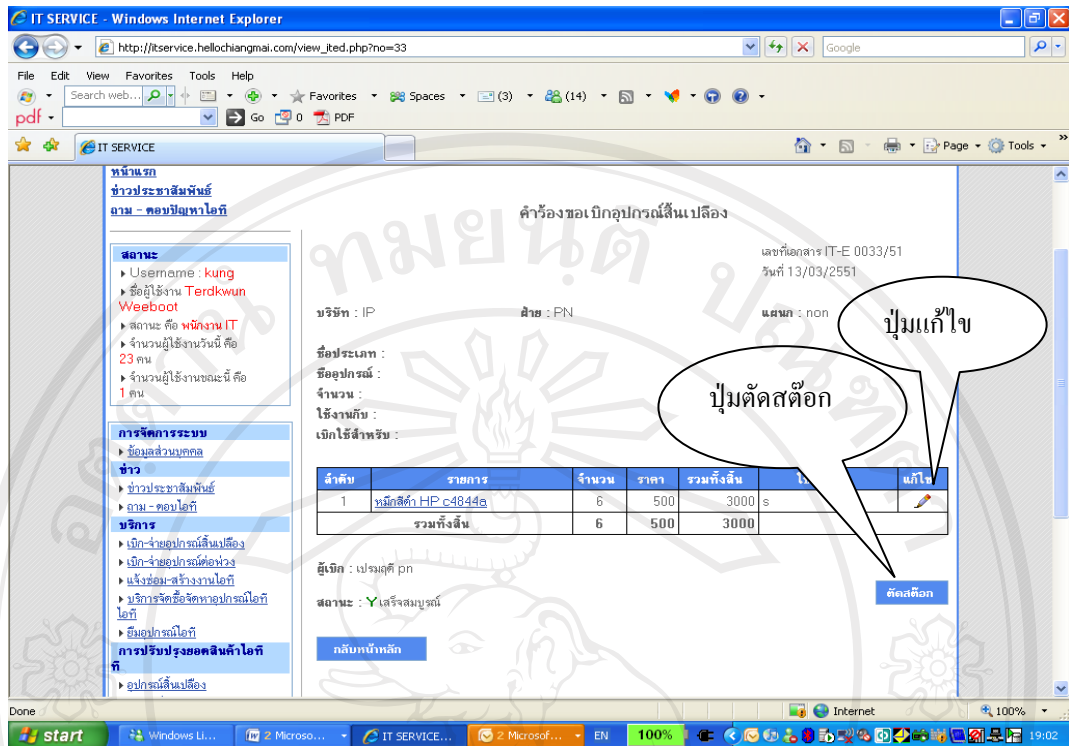 IT SERVICE - Windows Internet Explorer
http://itservice.hellochiangmai.com/view_ited.php?no=33
Google
File Edit View Favorites Tools Help
Search web... Favorites Spaces (3) (14)
pdf Go 0 PDF
IT SERVICE Page Tools »
หน้าแรก
ข่าวประชาสัมพันธ์
ถาม - ตอบปัญหาไอที
สถานะ
Username : kung
ชื่อผู้ใช้งาน Terdkwun
Weeboot
สถานะ คือ พนักงาน IT
จำนวนผู้ใช้งานวันนี้ คือ
23 คน
จำนวนผู้ใช้งานขณะนี้ คือ
1 คน
การจัดการระบบ
ข้อมูลส่วนบุคคล
ข่าว
ข่าวประชาสัมพันธ์
ถาม - ตอบไอที
บริการ
เบิก-จ่ายอุปกรณ์สิ้นเปลือง
เบิก-จ่ายอุปกรณ์ต่อพ่วง
แจ้งซ่อม-สร้างงานไอที
บริการจัดซื้อจัดหาอุปกรณ์ไอที
ไอที
ยืมอุปกรณ์ไอที
การปรับปรุงยอดสินค้าไอที
ที
อุปกรณ์สิ้นเปลือง
คำร้องขอเบิกอุปกรณ์สิ้นเปลือง
เลขที่เอกสาร IT-E 0033/51
วันที่ 13/03/2551
บริษัท : IP ฝ่าย : PN แผนก : non
ปุ่มแก้ไข
ปุ่มตัดสต๊อก
ชื่อประเภท :
ชื่ออุปกรณ์ :
จำนวน :
ใช้งานกับ :
เบิกใช้สำหรับ :
ลำดับ รายการ จำนวน ราคา รวมทั้งสิ้น แก้ไข
1 หมึกสีดำ HP c4844a 6 500 3000 s
รวมทั้งสิ้น 6 500 3000
ผู้เบิก : เปรมฤดี pn
ตัดสต๊อก
สถานะ : Y เสร็จสมบูรณ์
กลับหน้าหลัก
Done Internet 100%
start Windows Li... 2 Microso... IT SERVICE... 2 Microsof... EN 100% 19:02